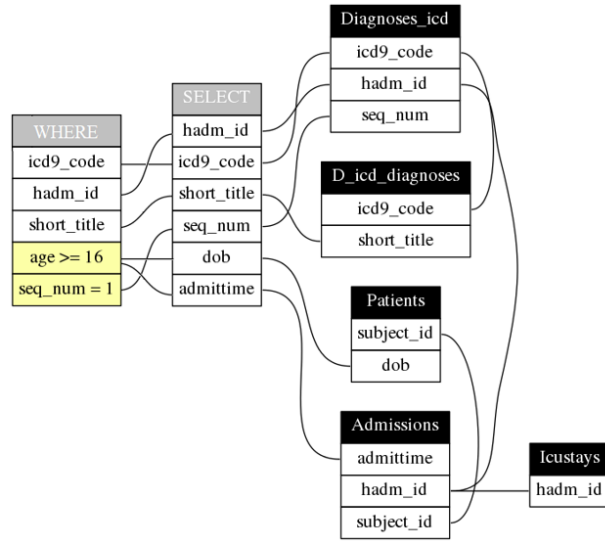 WHERE
icd9_code
hadm_id
short_title
age >= 16
seq_num = 1
SELECT
hadm_id
icd9_code
short_title
seq_num
dob
admittime
Diagnoses_icd
icd9_code
hadm_id
seq_num
D_icd_diagnoses
icd9_code
short_title
Patients
subject_id
dob
Admissions
admittime
hadm_id
subject_id
Icustays
hadm_id